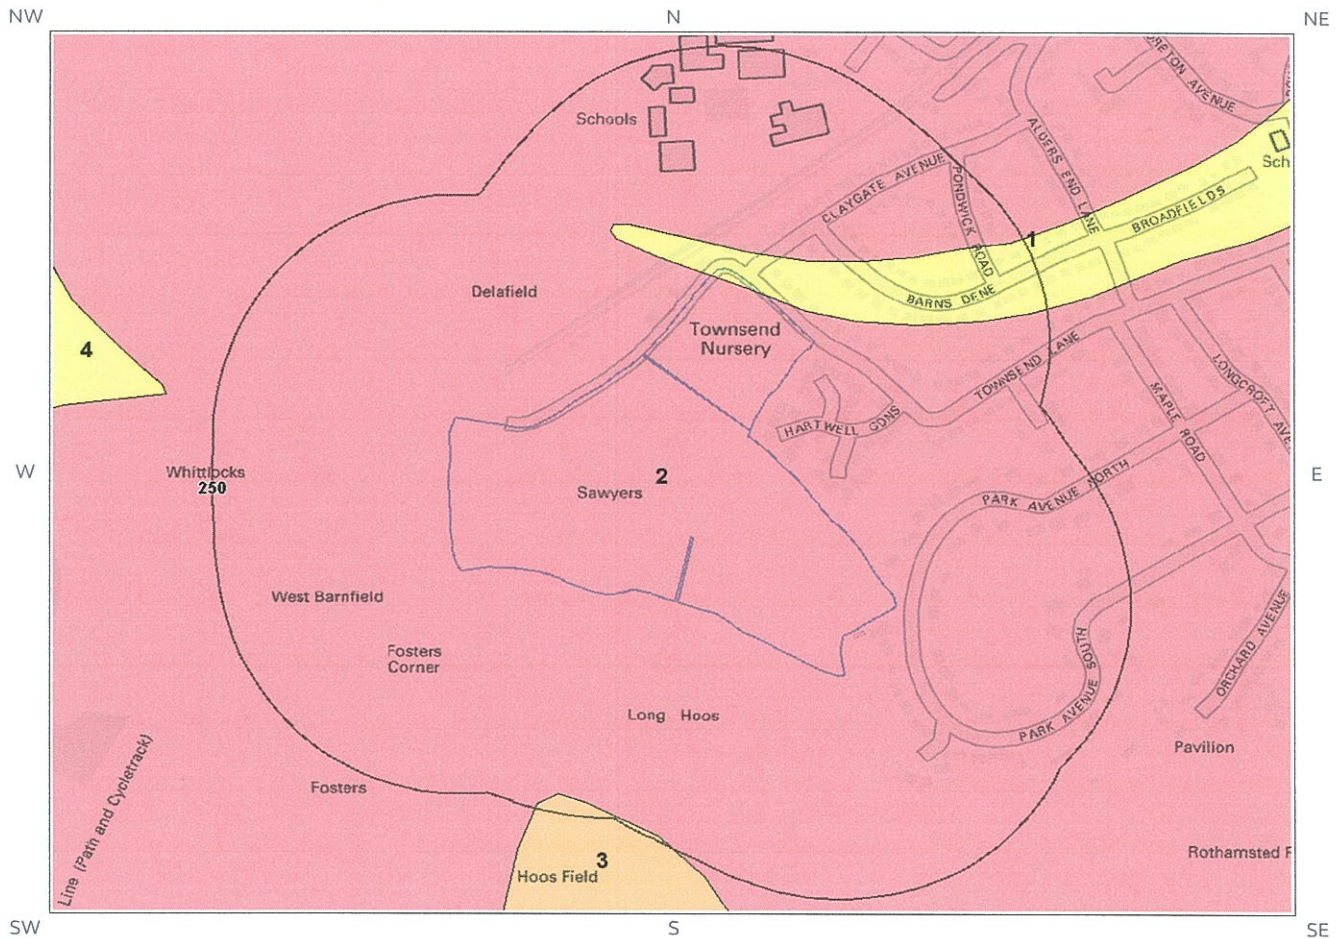 NW
N
NE
Schools
ALDERS END LANE
CLAYGATE AVENUE
PONDWICK ROAD
Sch
BROADFIELDS
1
BARNS DENE
Delafield
Townsend
Nursery
4
TOWNSEND LANE
LONGCROFT AVE
MAPLE ROAD
HARTWELL GDNS
W
Whittlocks
250
2
Sawyers
E
PARK AVENUE NORTH
West Barnfield
Fosters
Corner
PARK AVENUE SOUTH
ORCHARD AVENUE
Long Hoos
Pavilion
Fosters
Line (Path and Cycletrack)
3
Hoos Field
Rothamsted
SW
S
SE